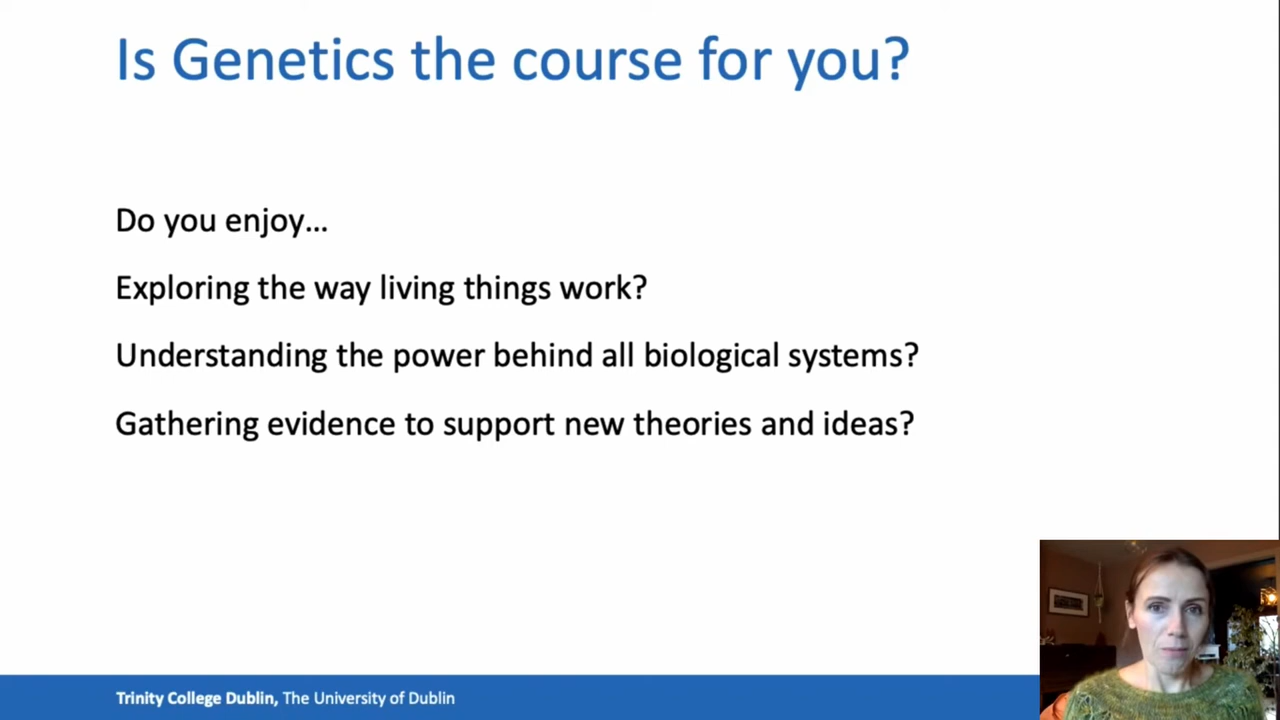 Is Genetics the course for you?
Do you enjoy...
Exploring the way living things work?
Understanding the power behind all biological systems?
Gathering evidence to support new theories and ideas?
Trinity College Dublin, The University of Dublin